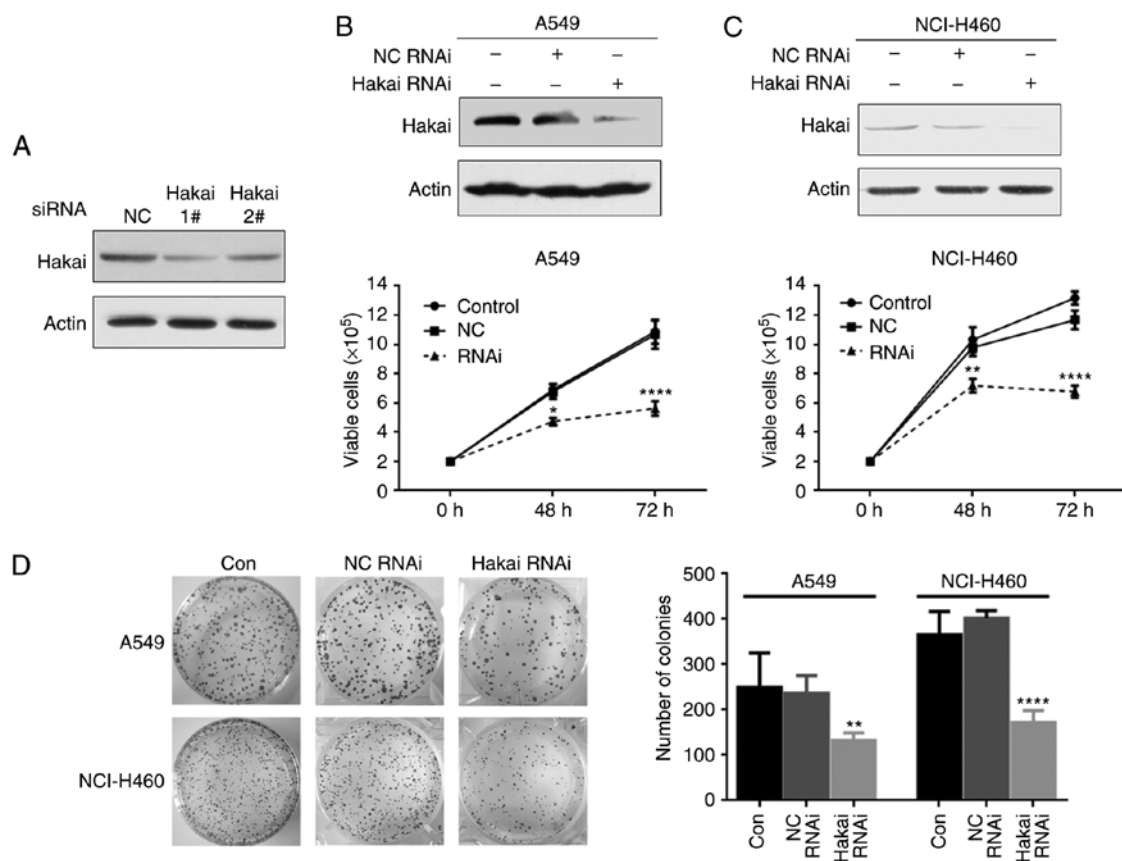 A
siRNA
NC
Hakai 1#
Hakai 2#
Hakai
Actin
B
A549
NC RNAi – + –
Hakai RNAi – – +
Hakai
Actin
A549
Viable cells (×10⁵)
14
12
10
8
6
4
2
0
Control
NC
RNAi
*
****
0 h 48 h 72 h
C
NCI-H460
NC RNAi – + –
Hakai RNAi – – +
Hakai
Actin
NCI-H460
Viable cells (×10⁵)
14
12
10
8
6
4
2
0
Control
NC
RNAi
**
****
0 h 48 h 72 h
D
Con NC RNAi Hakai RNAi
A549
NCI-H460
Number of colonies
500
400
300
200
100
0
A549 NCI-H460
**
****
Con
NC RNAi
Hakai RNAi
Con
NC RNAi
Hakai RNAi